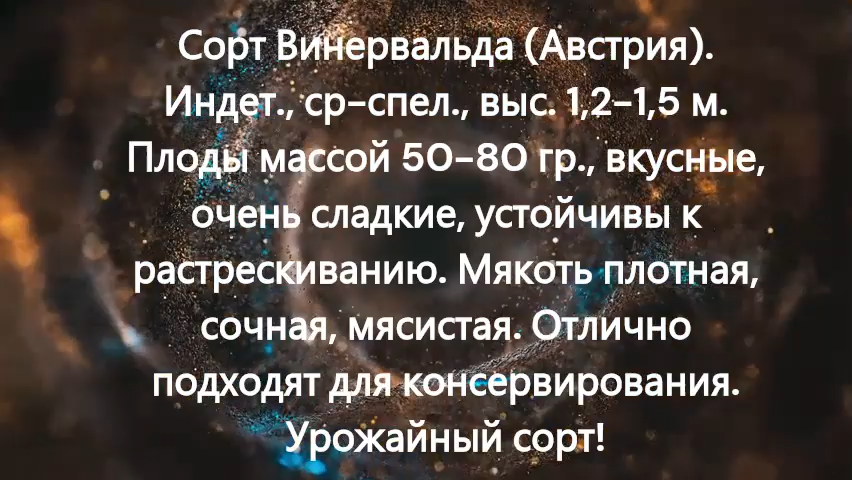 Сорт Винервальда (Австрия).
Индет., ср-спел., выс. 1,2-1,5 м.
Плоды массой 50-80 гр., вкусные,
очень сладкие, устойчивы к
растрескиванию. Мякоть плотная,
сочная, мясистая. Отлично
подходят для консервирования.
Урожайный сорт!